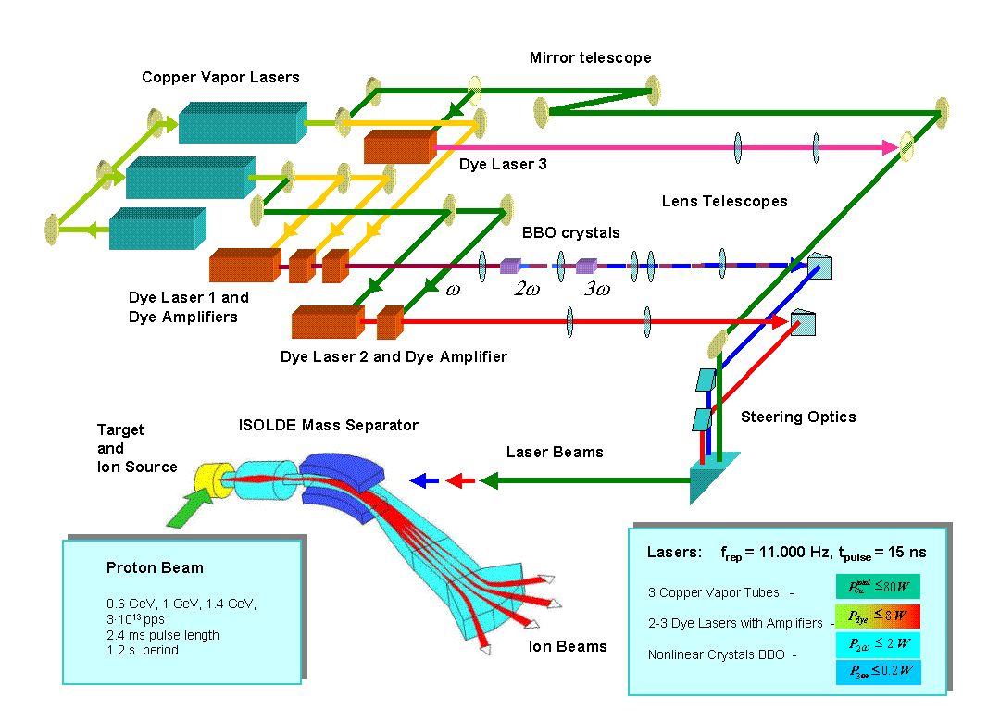 Mirror telescope
Copper Vapor Lasers
Dye Laser 3
Lens Telescopes
BBO crystals
ω
2ω
3ω
Dye Laser 1 and
Dye Amplifiers
Dye Laser 2 and Dye Amplifier
Steering Optics
Target
and
Ion Source
ISOLDE Mass Separator
Laser Beams
Ion Beams
Proton Beam
0.6 GeV, 1 GeV, 1.4 GeV,
3·10¹³ pps
2.4 ms pulse length
1.2 s period
Lasers: f_rep = 11.000 Hz, t_pulse = 15 ns
3 Copper Vapor Tubes - P_Cu^total ≤80W
2-3 Dye Lasers with Amplifiers - P_dye ≤ 8 W
Nonlinear Crystals BBO - P_2ω ≤ 2 W
P_3ω ≤0.2W